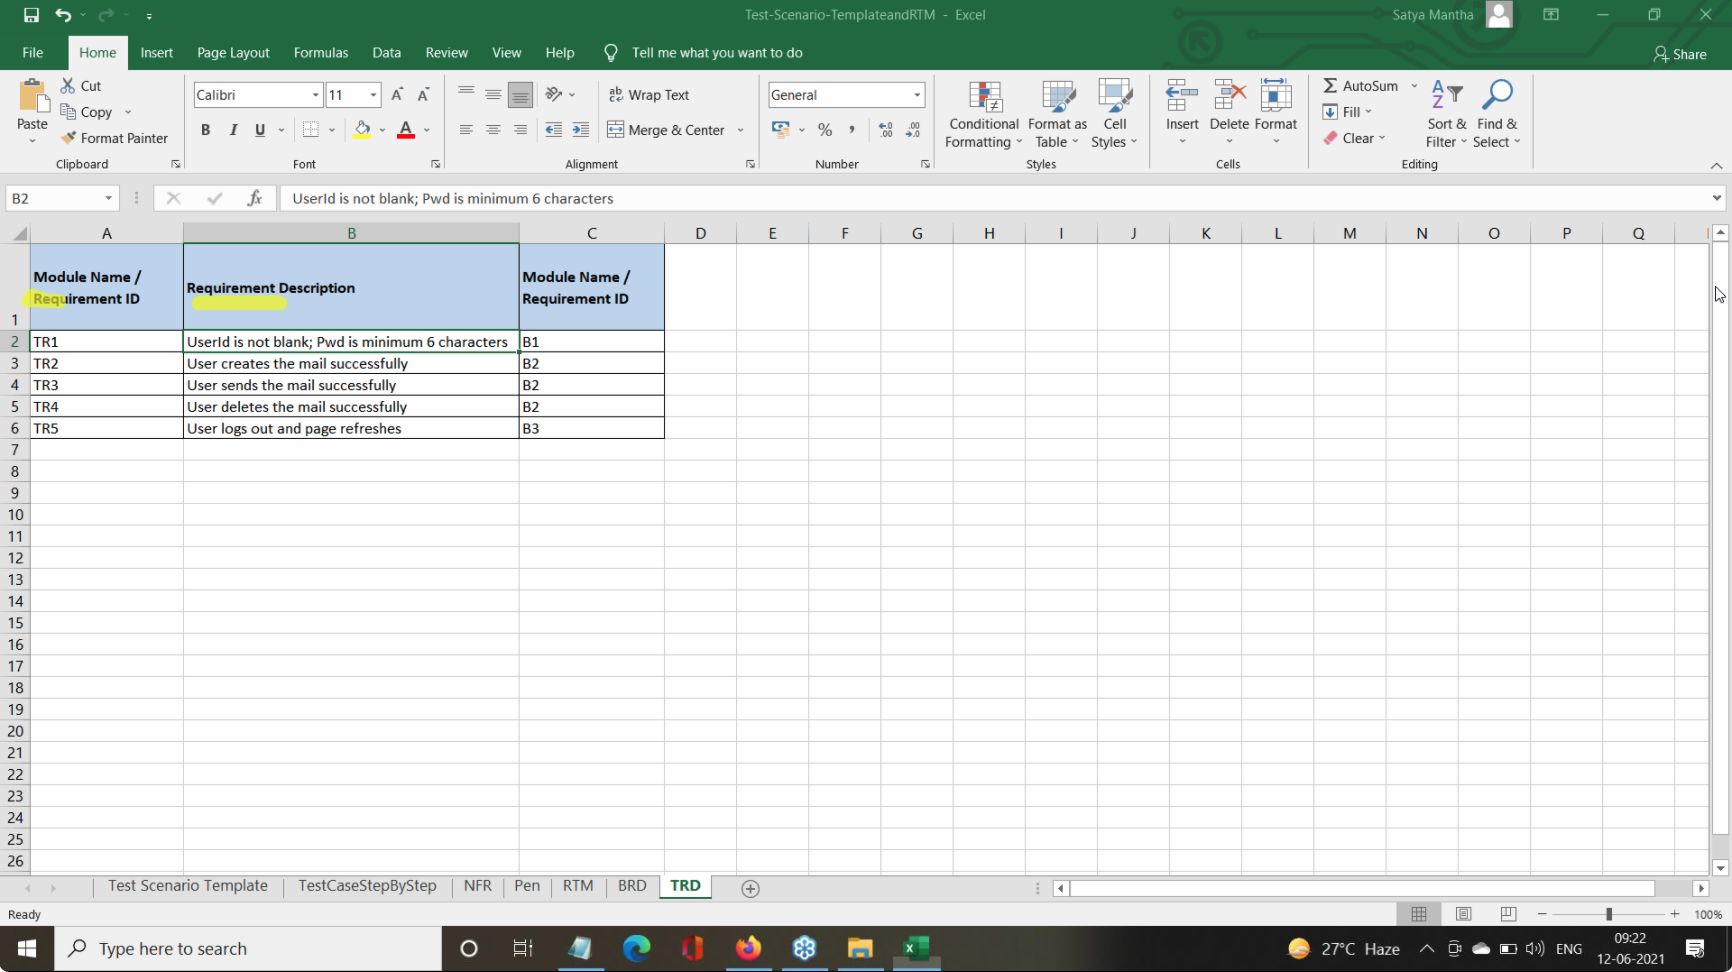 Test-Scenario-TemplateandRTM - Excel
Satya Mantha
File Home Insert Page Layout Formulas Data Review View Help Tell me what you want to do
Share
Paste
Cut
Copy
Format Painter
Clipboard
Calibri 11
B I U
Font
Wrap Text
Merge & Center
Alignment
General
Number
Conditional Formatting
Format as Table
Cell Styles
Styles
Insert Delete Format
Cells
AutoSum
Fill
Clear
Sort & Filter
Find & Select
Editing
B2 fx UserId is not blank; Pwd is minimum 6 characters
A B C D E F G H I J K L M N O P Q
1 Module Name / Requirement ID Requirement Description Module Name / Requirement ID
2 TR1 UserId is not blank; Pwd is minimum 6 characters B1
3 TR2 User creates the mail successfully B2
4 TR3 User sends the mail successfully B2
5 TR4 User deletes the mail successfully B2
6 TR5 User logs out and page refreshes B3
7
8
9
10
11
12
13
14
15
16
17
18
19
20
21
22
23
24
25
26
Test Scenario Template TestCaseStepByStep NFR Pen RTM BRD TRD
Ready
100%
Type here to search
27°C Haze
ENG
09:22
12-06-2021